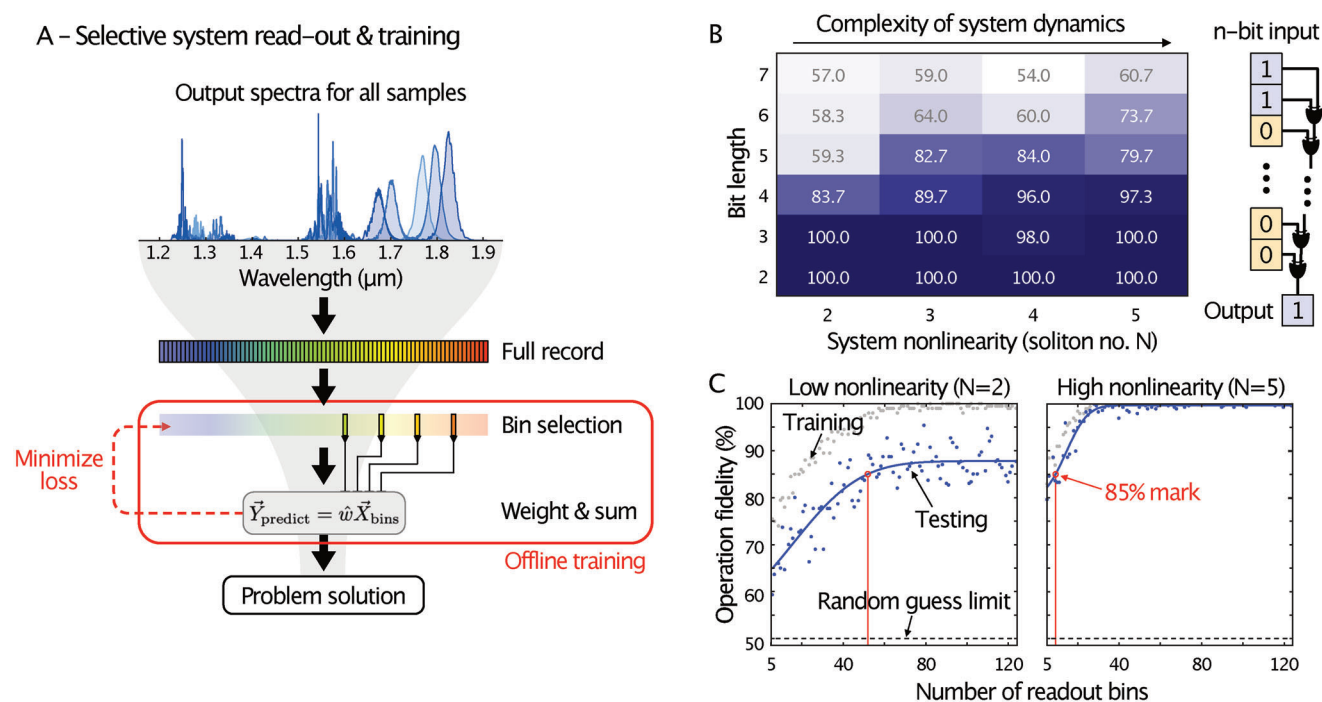 A – Selective system read–out & training
Output spectra for all samples
1.2 1.3 1.4 1.5 1.6 1.7 1.8 1.9
Wavelength (μm)
Full record
Bin selection
Minimize
loss
Y⃗predict = ŵX⃗bins
Weight & sum
Offline training
Problem solution
B
Complexity of system dynamics
Bit length
7 57.0 59.0 54.0 60.7
6 58.3 64.0 60.0 73.7
5 59.3 82.7 84.0 79.7
4 83.7 89.7 96.0 97.3
3 100.0 100.0 98.0 100.0
2 100.0 100.0 100.0 100.0
2 3 4 5
System nonlinearity (soliton no. N)
n–bit input
1
1
0
0
0
Output 1
C
Low nonlinearity (N=2)
High nonlinearity (N=5)
Operation fidelity (%)
100
90
80
70
60
50
Training
Testing
Random guess limit
85% mark
5 40 80 120
5 40 80 120
Number of readout bins